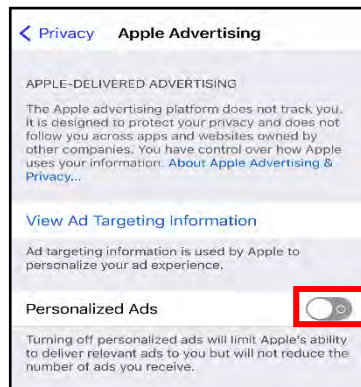 Privacy Apple Advertising
APPLE-DELIVERED ADVERTISING
The Apple advertising platform does not track you.
It is designed to protect your privacy and does not
follow you across apps and websites owned by
other companies. You have control over how Apple
uses your information. About Apple Advertising &
Privacy...
View Ad Targeting Information
Ad targeting information is used by Apple to
personalize your ad experience.
Personalized Ads
Turning off personalized ads will limit Apple's ability
to deliver relevant ads to you but will not reduce the
number of ads you receive.